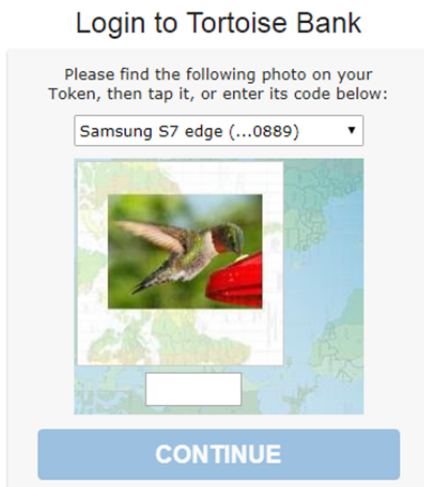 Login to Tortoise Bank
Please find the following photo on your
Token, then tap it, or enter its code below:
Samsung S7 edge (...0889)
CONTINUE